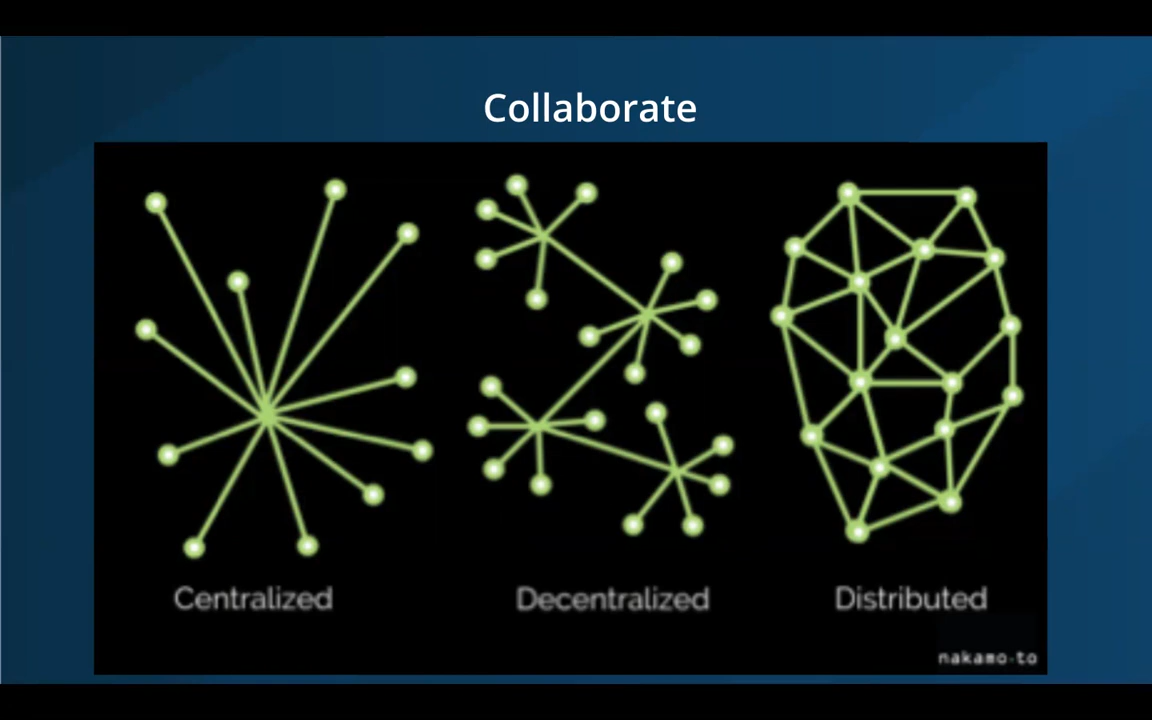 Collaborate
Centralized
Decentralized
Distributed
nakamo.to